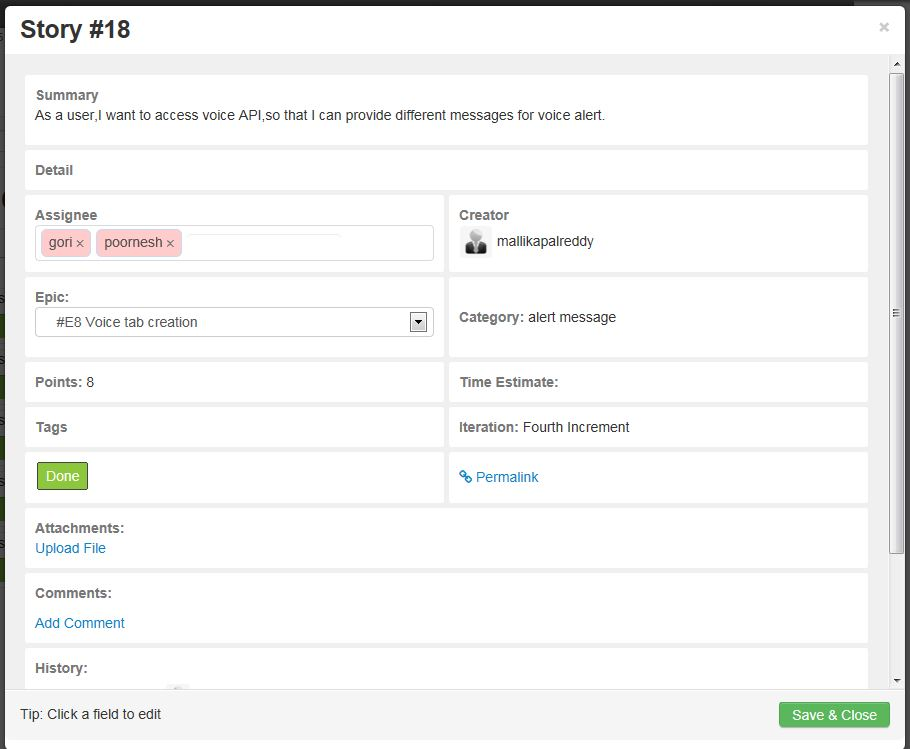 Story #18
×
Summary
As a user,I want to access voice API,so that I can provide different messages for voice alert.
Detail
Assignee
gori × poornesh ×
Creator
mallikapalreddy
Epic:
#E8 Voice tab creation
Category: alert message
Points: 8
Time Estimate:
Tags
Iteration: Fourth Increment
Done
Permalink
Attachments:
Upload File
Comments:
Add Comment
History:
Tip: Click a field to edit
Save & Close